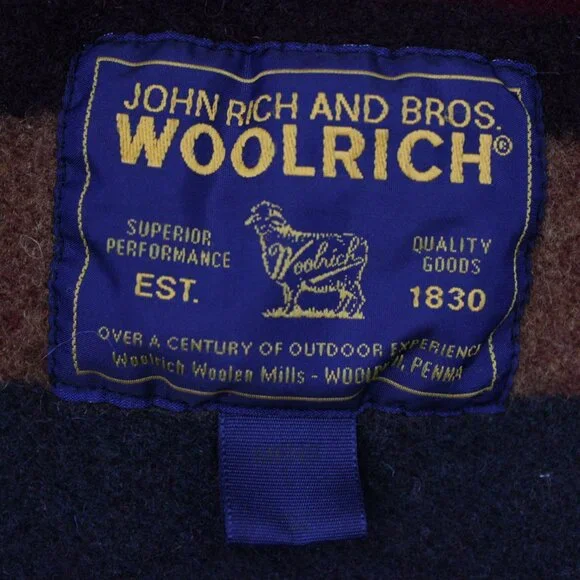 JOHN RICH AND BROS.
WOOLRICH®
SUPERIOR
PERFORMANCE
EST.
Woolrich
QUALITY
GOODS
1830
OVER A CENTURY OF OUTDOOR EXPERIENCE
Woolrich Woolen Mills - WOOLRICH, PENNA